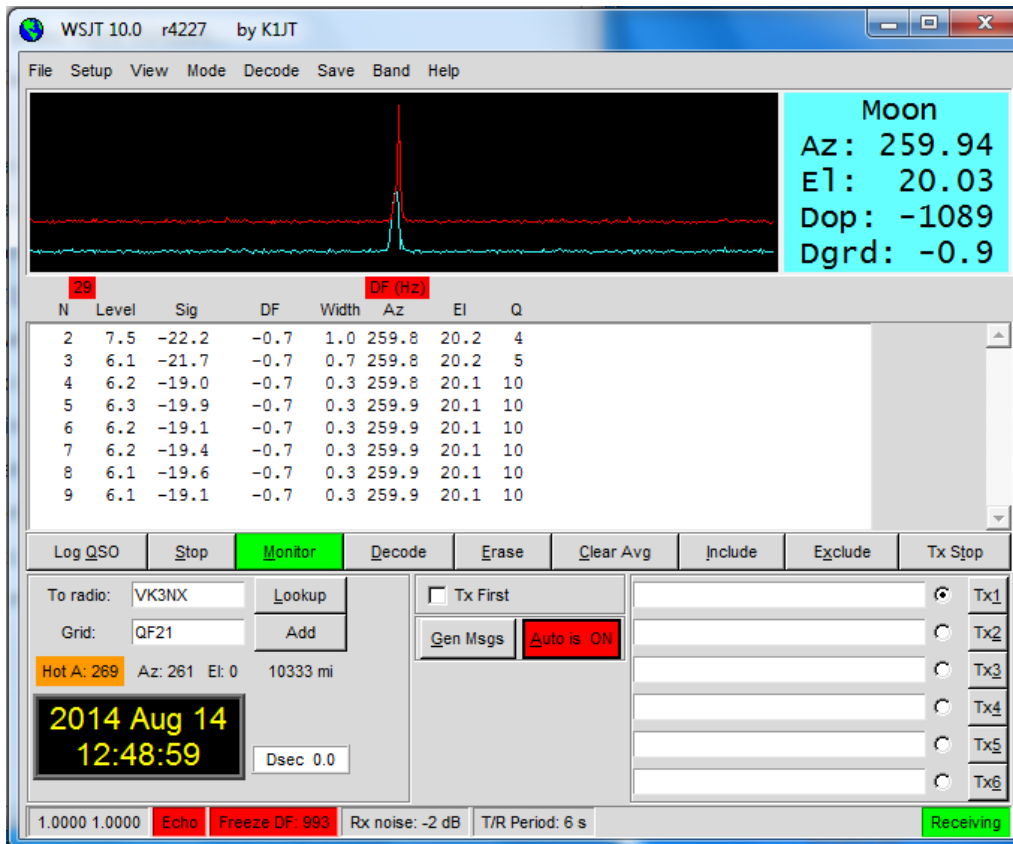 WSJT 10.0 r4227 by K1JT
File Setup View Mode Decode Save Band Help
Moon
Az: 259.94
El: 20.03
Dop: -1089
Dgrd: -0.9
29 DF (Hz)
N Level Sig DF Width Az El Q
2 7.5 -22.2 -0.7 1.0 259.8 20.2 4
3 6.1 -21.7 -0.7 0.7 259.8 20.2 5
4 6.2 -19.0 -0.7 0.3 259.8 20.1 10
5 6.3 -19.9 -0.7 0.3 259.9 20.1 10
6 6.2 -19.1 -0.7 0.3 259.9 20.1 10
7 6.2 -19.4 -0.7 0.3 259.9 20.1 10
8 6.1 -19.6 -0.7 0.3 259.9 20.1 10
9 6.1 -19.1 -0.7 0.3 259.9 20.1 10
Log QSO Stop Monitor Decode Erase Clear Avg Include Exclude Tx Stop
To radio: VK3NX Lookup
Grid: QF21 Add
Hot A: 269 Az: 261 El: 0 10333 mi
2014 Aug 14
12:48:59
Dsec 0.0
Tx First
Gen Msgs Auto is ON
Tx1
Tx2
Tx3
Tx4
Tx5
Tx6
1.0000 1.0000 Echo Freeze DF: 993 Rx noise: -2 dB T/R Period: 6 s Receiving